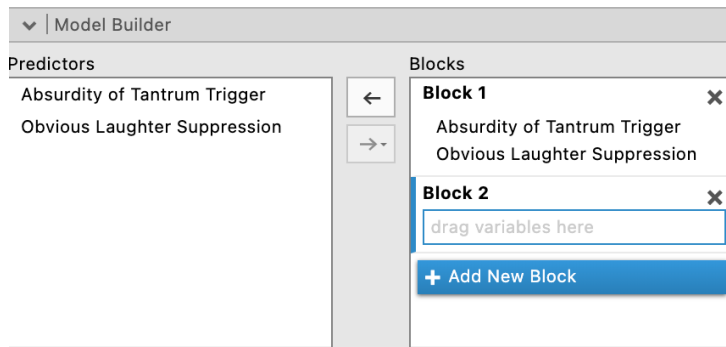 Model Builder
Predictors
Absurdity of Tantrum Trigger
Obvious Laughter Suppression
Blocks
Block 1
Absurdity of Tantrum Trigger
Obvious Laughter Suppression
Block 2
drag variables here
+ Add New Block